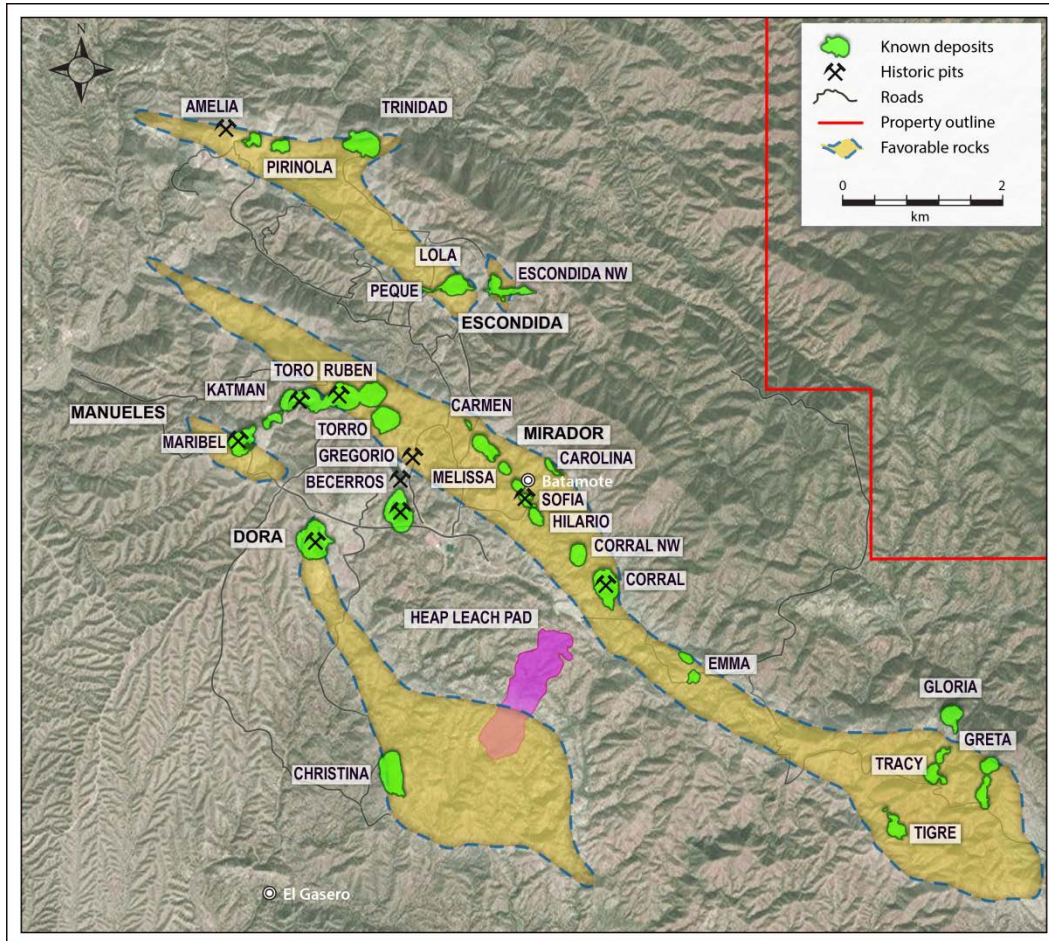 N
Known deposits
Historic pits
Roads
Property outline
Favorable rocks
0 2
km
AMELIA
TRINIDAD
PIRINOLA
LOLA
ESCONDIDA NW
PEQUE
ESCONDIDA
TORO RUBEN
KATMAN
MANUELES
CARMEN
MARIBEL
TORRO
MIRADOR
GREGORIO
CAROLINA
BECERROS
MELISSA
Batamote
SOFIA
HILARIO
DORA
CORRAL NW
CORRAL
HEAP LEACH PAD
EMMA
GLORIA
GRETA
TRACY
CHRISTINA
TIGRE
El Gasero